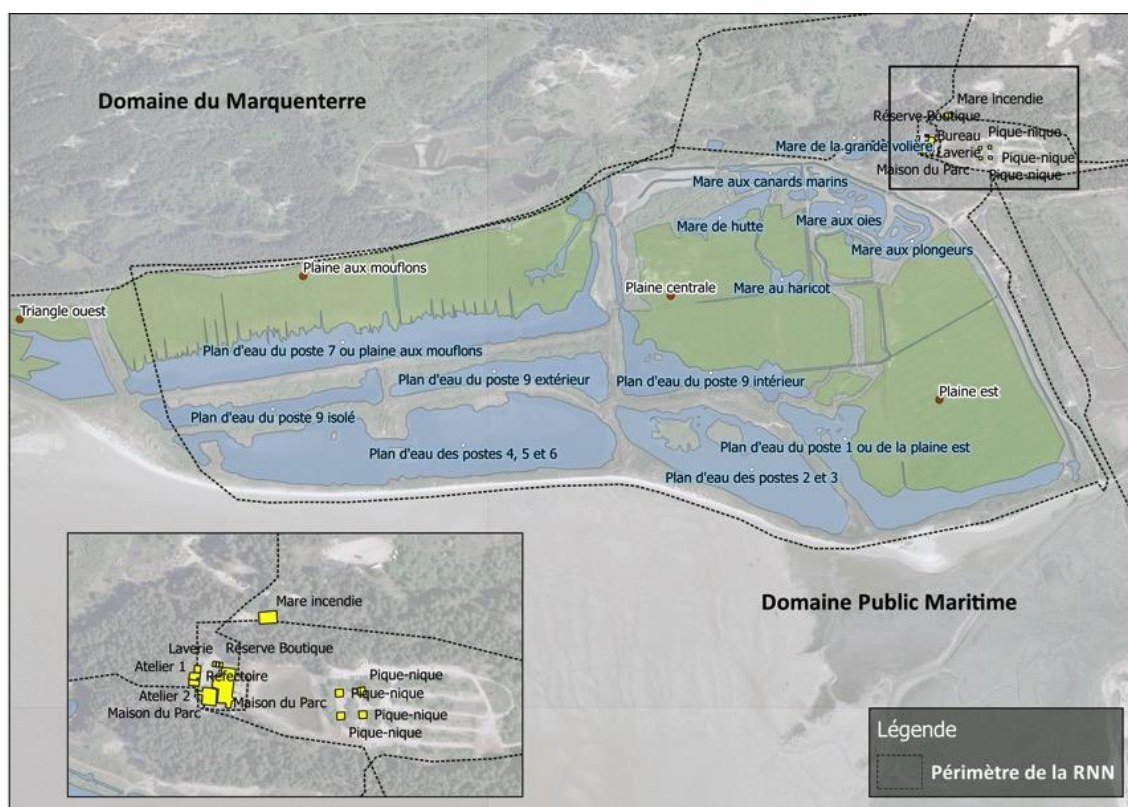 Domaine du Marquenterre
Mare incendie
Réserve Boutique
Bureau
Pique-nique
Mare de la grande volière
Laverie
Pique-nique
Maison du Parc
Pique-nique
Mare aux canards marins
Mare de hutte
Mare aux oies
Mare aux plongeurs
Plaine aux mouflons
Plaine centrale
Mare au haricot
Triangle ouest
Plan d'eau du poste 7 ou plaine aux mouflons
Plan d'eau du poste 9 extérieur
Plan d'eau du poste 9 intérieur
Plaine est
Plan d'eau du poste 9 isolé
Plan d'eau des postes 4, 5 et 6
Plan d'eau du poste 1 ou de la plaine est
Plan d'eau des postes 2 et 3
Domaine Public Maritime
Mare incendie
Laverie
Réserve Boutique
Atelier 1
Réfectoire
Pique-nique
Atelier 2
Pique-nique
Maison du Parc
Maison du Parc
Pique-nique
Pique-nique
Légende
Périmètre de la RNN